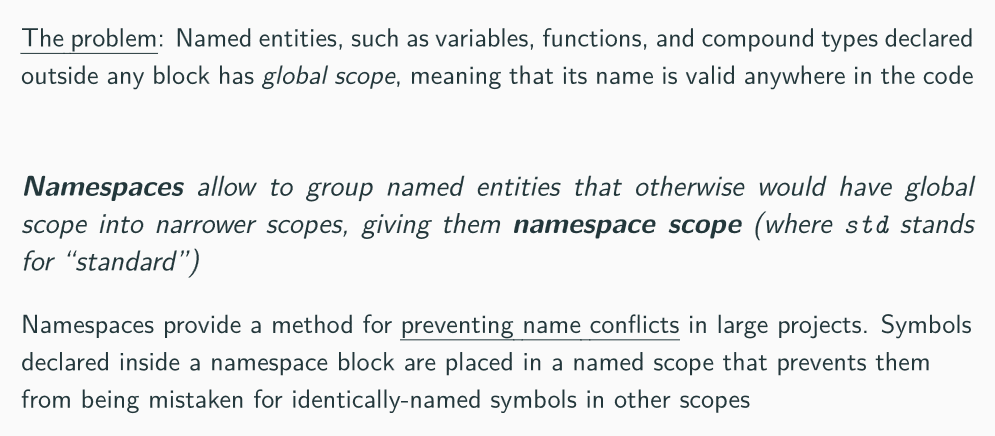 The problem: Named entities, such as variables, functions, and compound types declared
outside any block has global scope, meaning that its name is valid anywhere in the code
Namespaces allow to group named entities that otherwise would have global
scope into narrower scopes, giving them namespace scope (where std stands
for “standard”)
Namespaces provide a method for preventing name conflicts in large projects. Symbols
declared inside a namespace block are placed in a named scope that prevents them
from being mistaken for identically-named symbols in other scopes